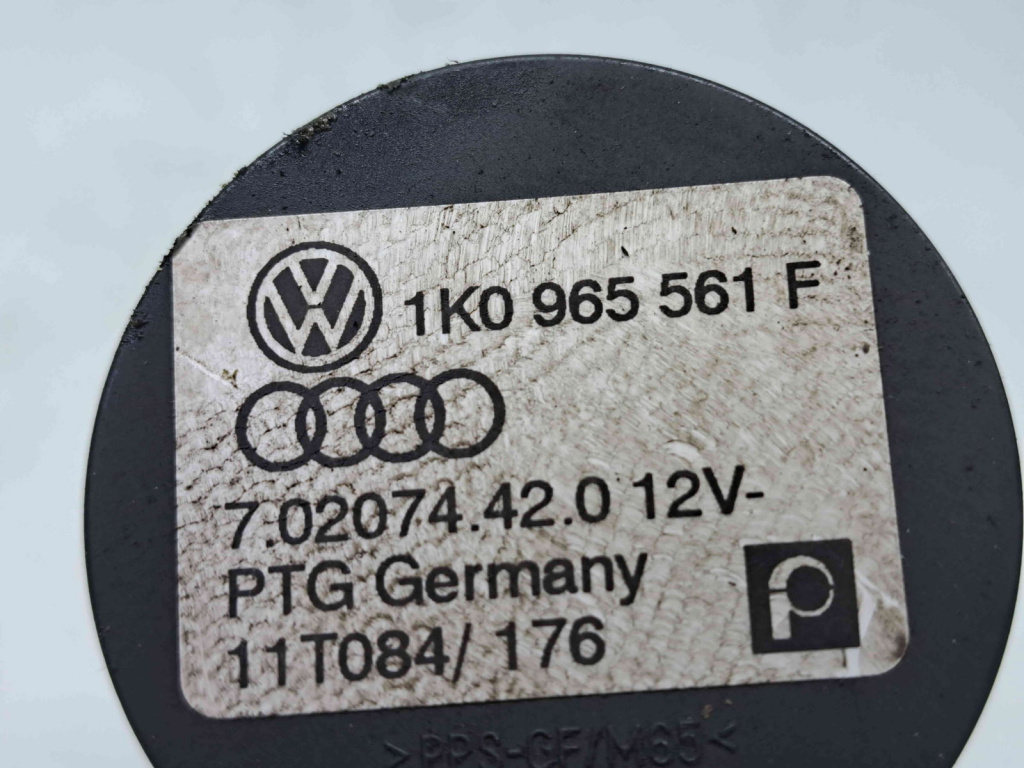 1K0 965 561 F
7.02074.42.0 12V-
PTG Germany
11T084/ 176
>PPS-GF/M65<